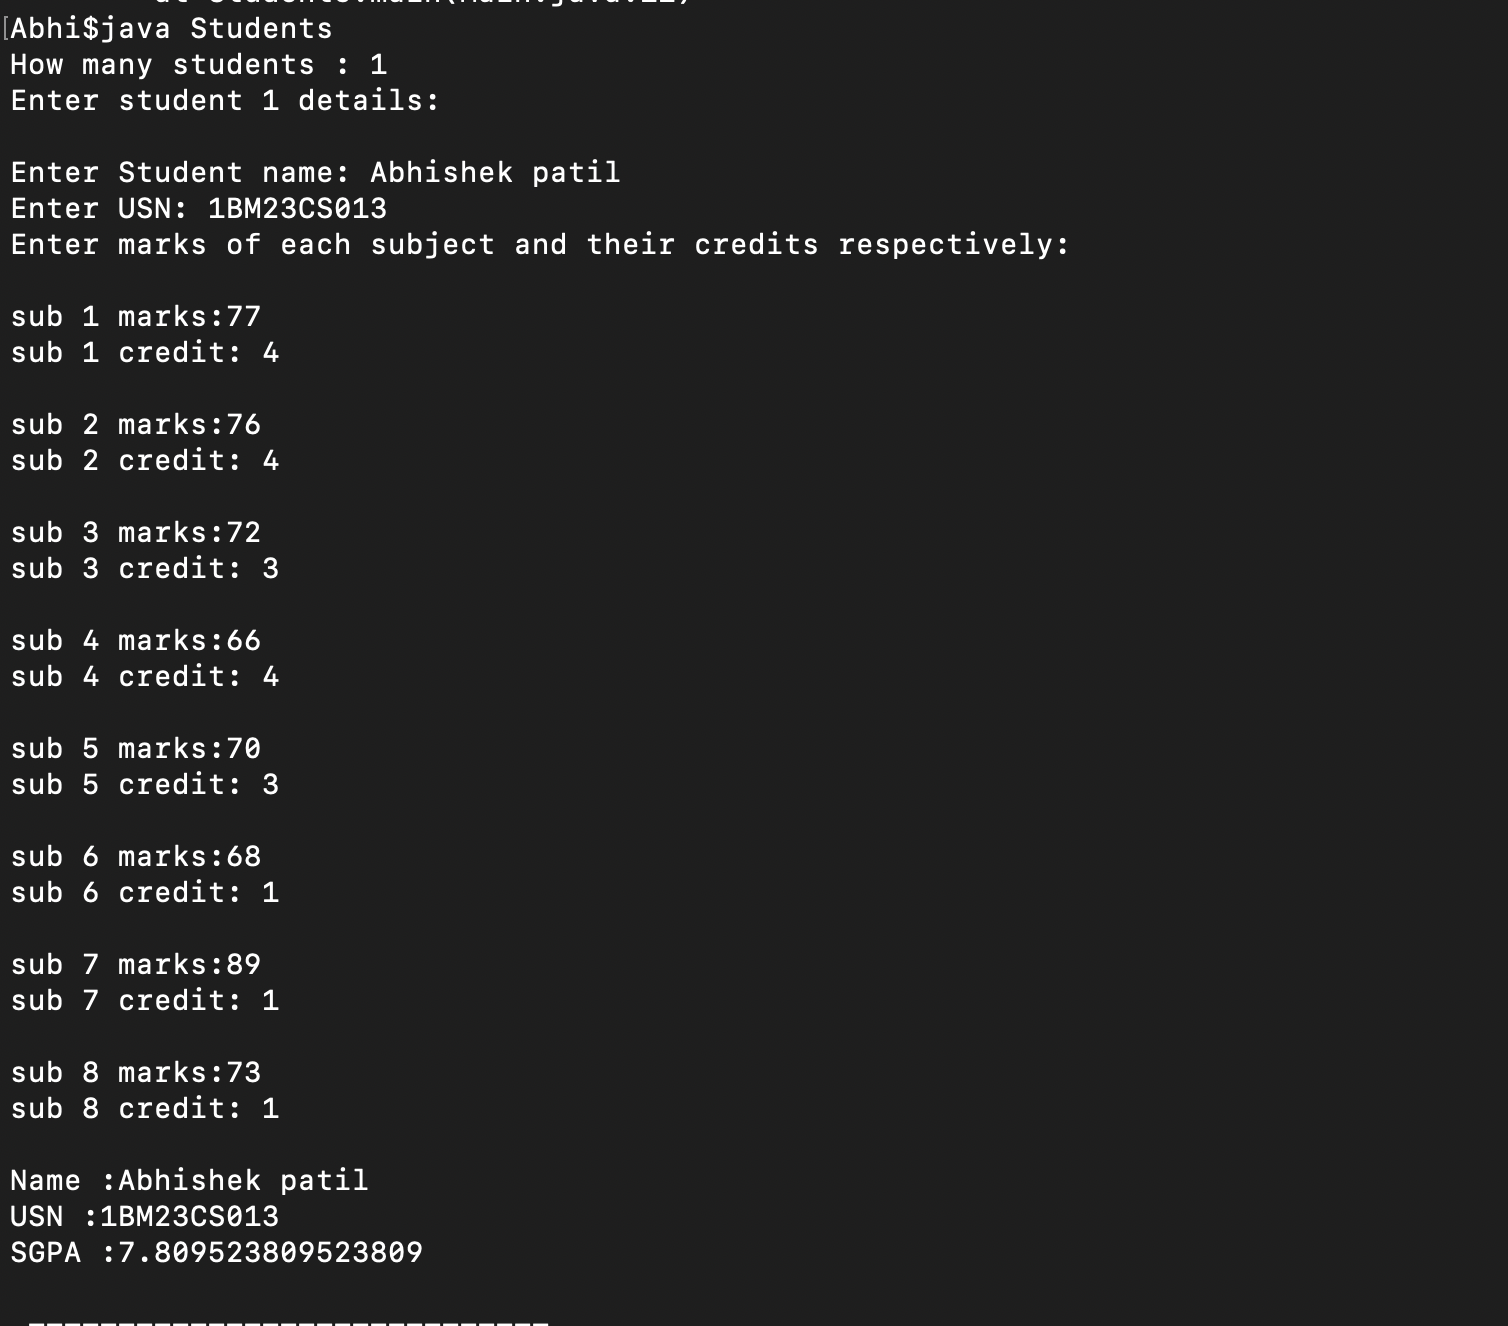 Abhi$java Students
How many students : 1
Enter student 1 details:
Enter Student name: Abhishek patil
Enter USN: 1BM23CS013
Enter marks of each subject and their credits respectively:
sub 1 marks:77
sub 1 credit: 4
sub 2 marks:76
sub 2 credit: 4
sub 3 marks:72
sub 3 credit: 3
sub 4 marks:66
sub 4 credit: 4
sub 5 marks:70
sub 5 credit: 3
sub 6 marks:68
sub 6 credit: 1
sub 7 marks:89
sub 7 credit: 1
sub 8 marks:73
sub 8 credit: 1
Name :Abhishek patil
USN :1BM23CS013
SGPA :7.809523809523809